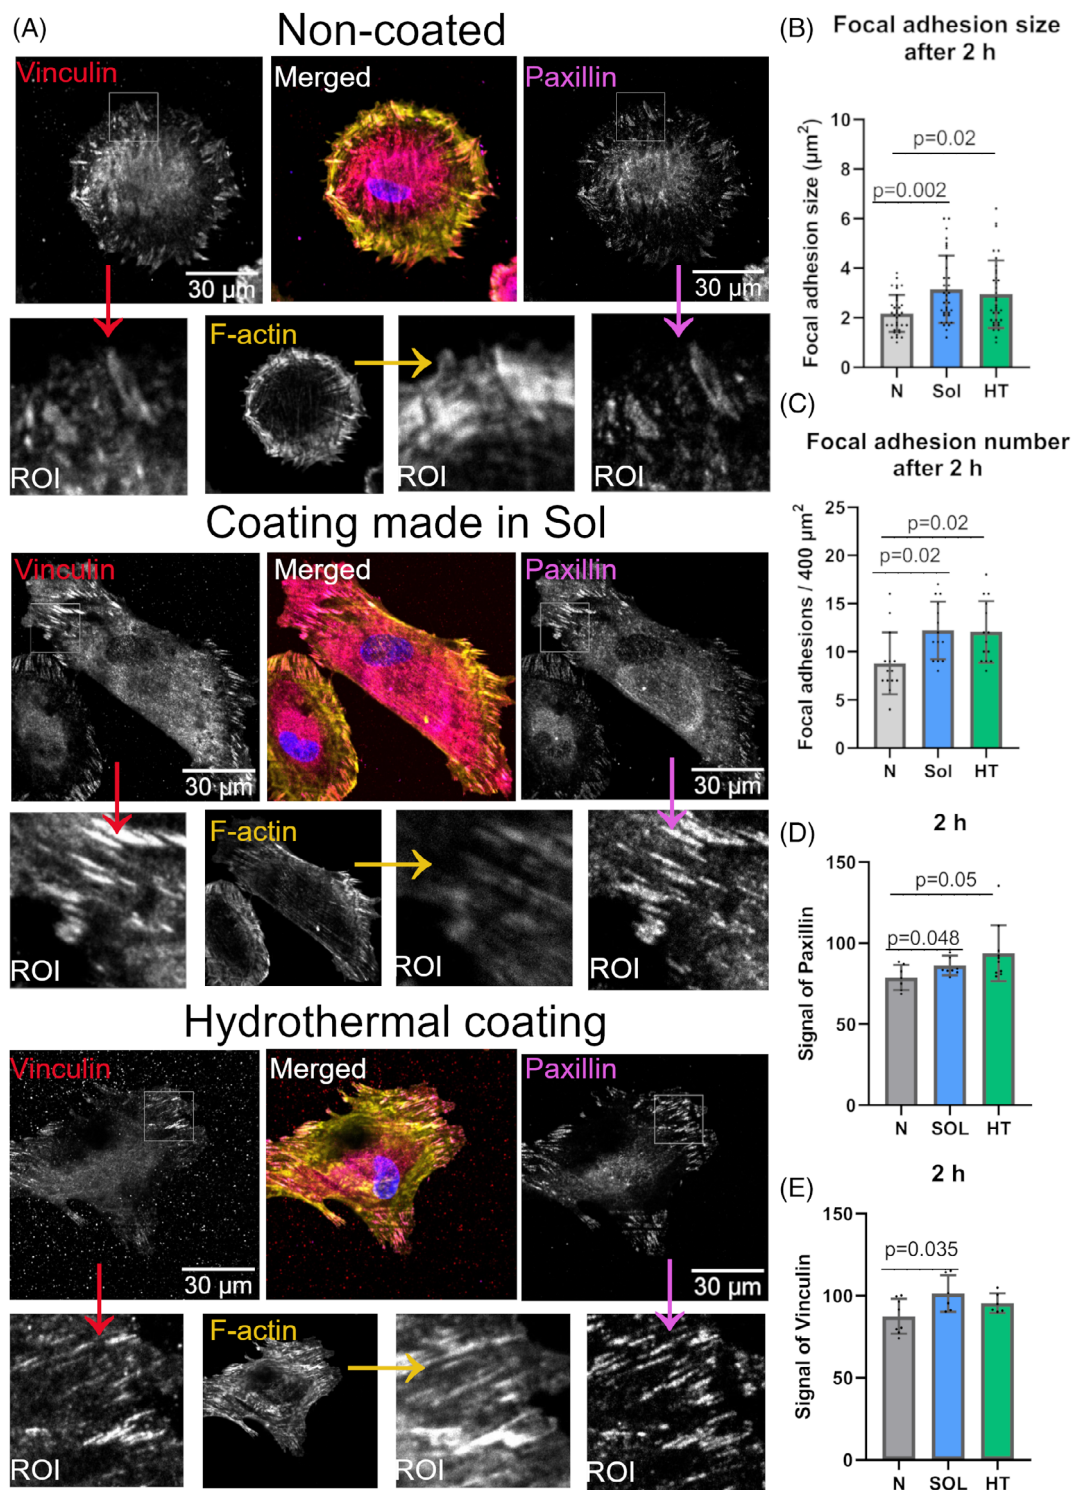 (A)
Non-coated
Vinculin
Merged
Paxillin
30 µm
30 µm
F-actin
ROI
ROI
ROI
Coating made in Sol
Vinculin
Merged
Paxillin
30 µm
30 µm
F-actin
ROI
ROI
ROI
Hydrothermal coating
Vinculin
Merged
Paxillin
30 µm
30 µm
F-actin
ROI
ROI
ROI
(B)
Focal adhesion size
after 2 h
Focal adhesion size (µm²)
10
8
6
4
2
0
p=0.02
p=0.002
N Sol HT
(C)
Focal adhesion number
after 2 h
Focal adhesions / 400 µm²
25
20
15
10
5
0
p=0.02
p=0.02
N Sol HT
(D)
2 h
Signal of Paxillin
150
100
50
0
p=0.05
p=0.048
N SOL HT
(E)
2 h
Signal of Vinculin
150
100
50
0
p=0.035
N SOL HT